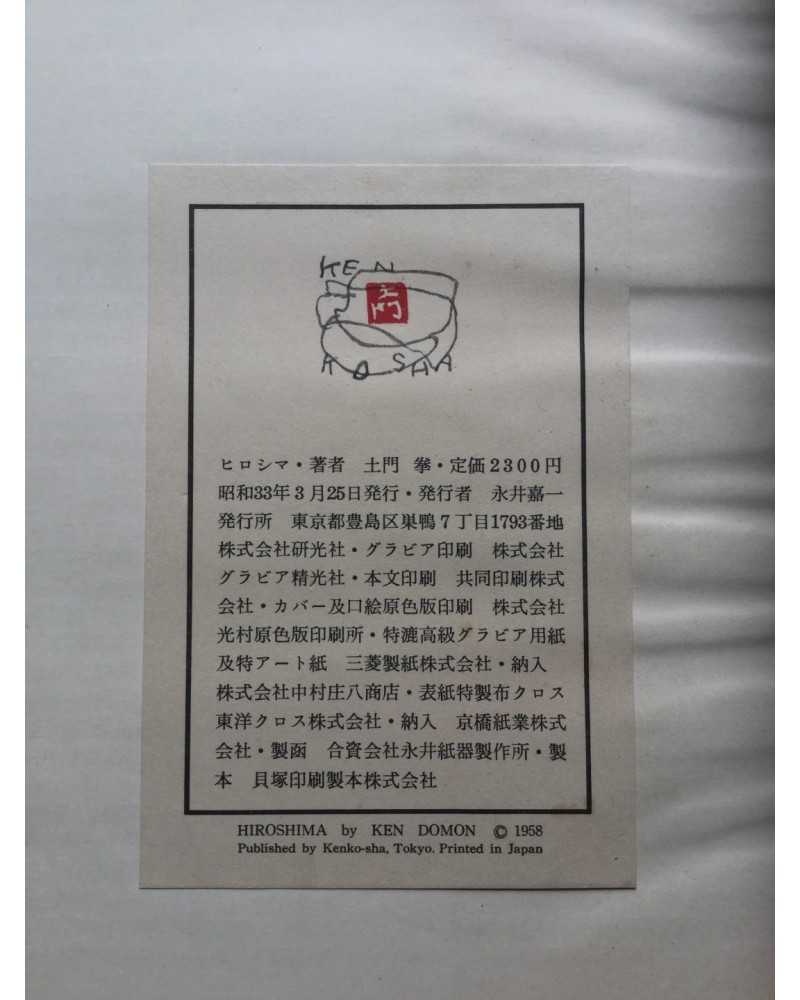 KEN
土門
KOSHA
ヒロシマ・著者　土門　拳・定価2300円
昭和33年3月25日発行・発行者　永井嘉一
発行所　東京都豊島区巣鴨7丁目1793番地
株式会社研光社・グラビア印刷　株式会社
グラビア精光社・本文印刷　共同印刷株式
会社・カバー及口絵原色版印刷　株式会社
光村原色版印刷所・特漉高級グラビア用紙
及特アート紙　三菱製紙株式会社・納入
株式会社中村庄八商店・表紙特製布クロス
東洋クロス株式会社・納入　京橋紙業株式
会社・製函　合資会社永井紙器製作所・製
本　貝塚印刷製本株式会社
HIROSHIMA by KEN DOMON © 1958
Published by Kenko-sha, Tokyo. Printed in Japan